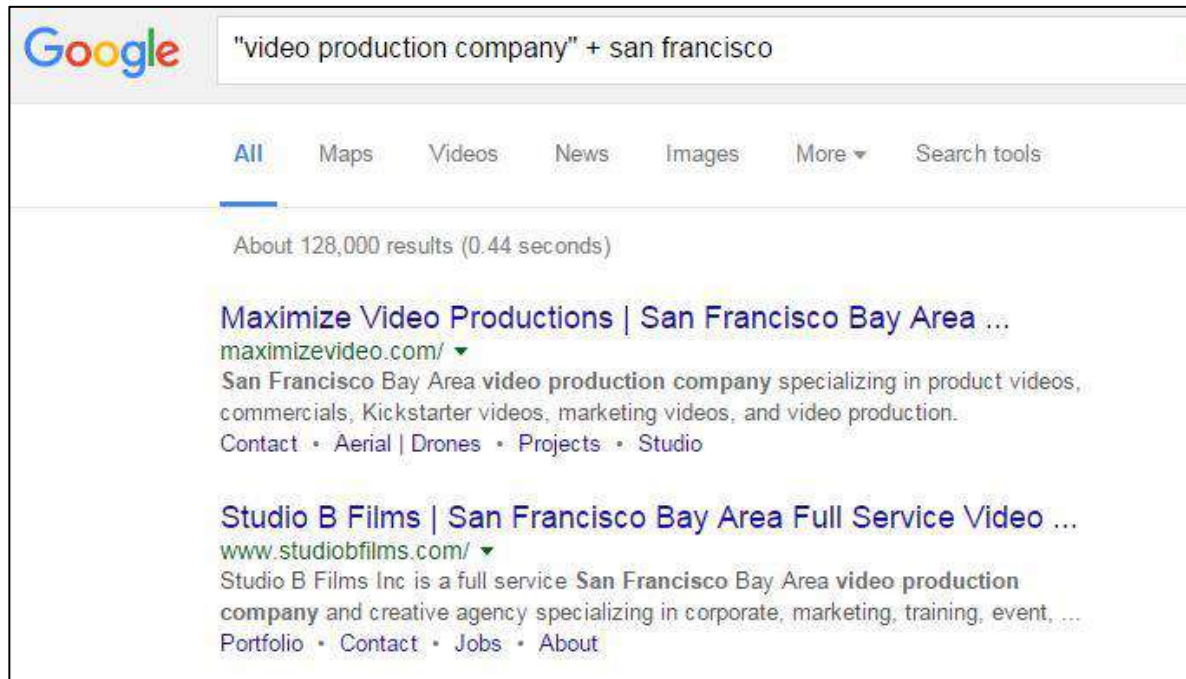 Google
"video production company" + san francisco
All Maps Videos News Images More Search tools
About 128,000 results (0.44 seconds)
Maximize Video Productions | San Francisco Bay Area ...
maximizevideo.com/
San Francisco Bay Area video production company specializing in product videos,
commercials, Kickstarter videos, marketing videos, and video production.
Contact • Aerial | Drones • Projects • Studio
Studio B Films | San Francisco Bay Area Full Service Video ...
www.studiobfilms.com/
Studio B Films Inc is a full service San Francisco Bay Area video production
company and creative agency specializing in corporate, marketing, training, event, ...
Portfolio • Contact • Jobs • About